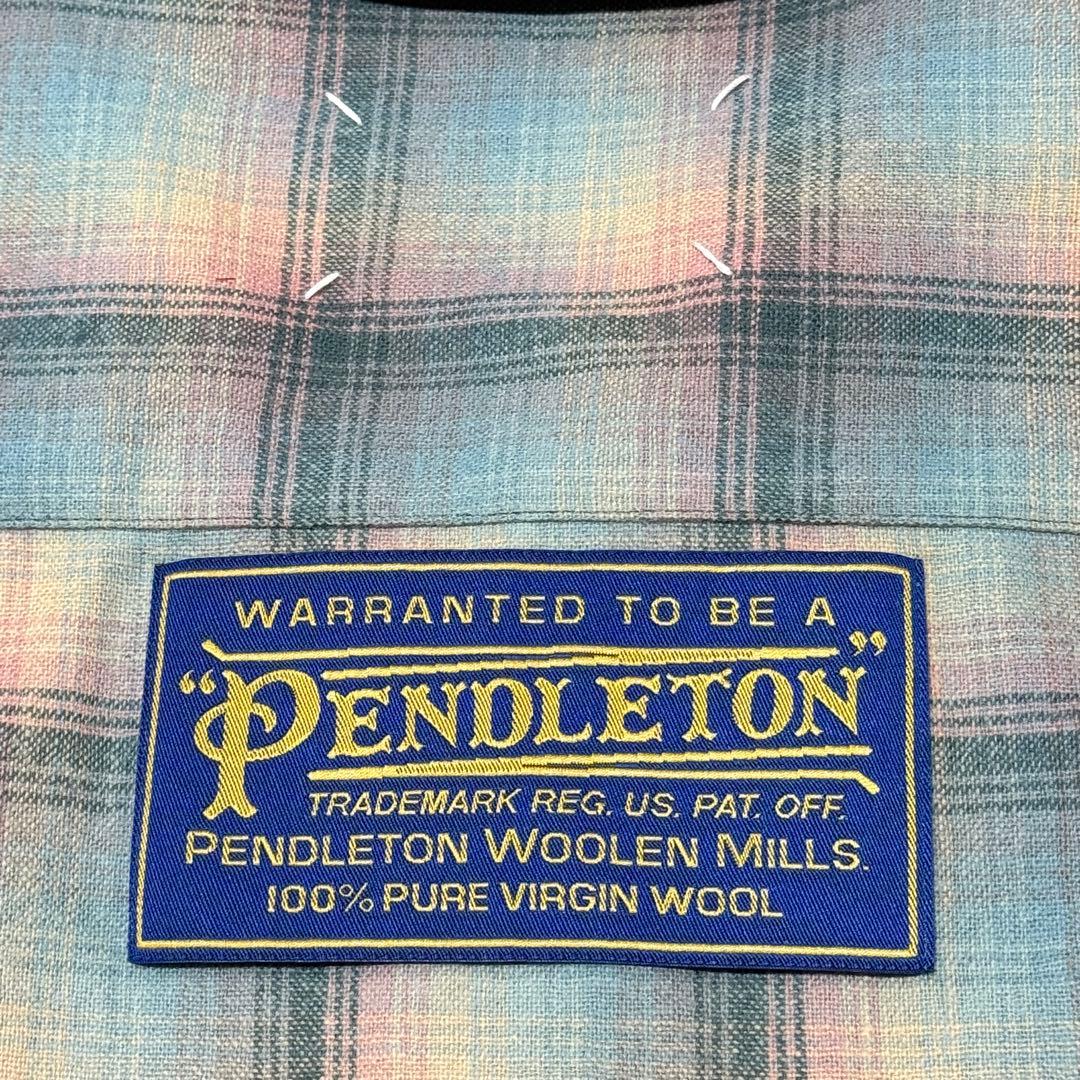 WARRANTED TO BE A
“PENDLETON”
TRADEMARK REG. US. PAT. OFF.
PENDLETON WOOLEN MILLS.
100% PURE VIRGIN WOOL